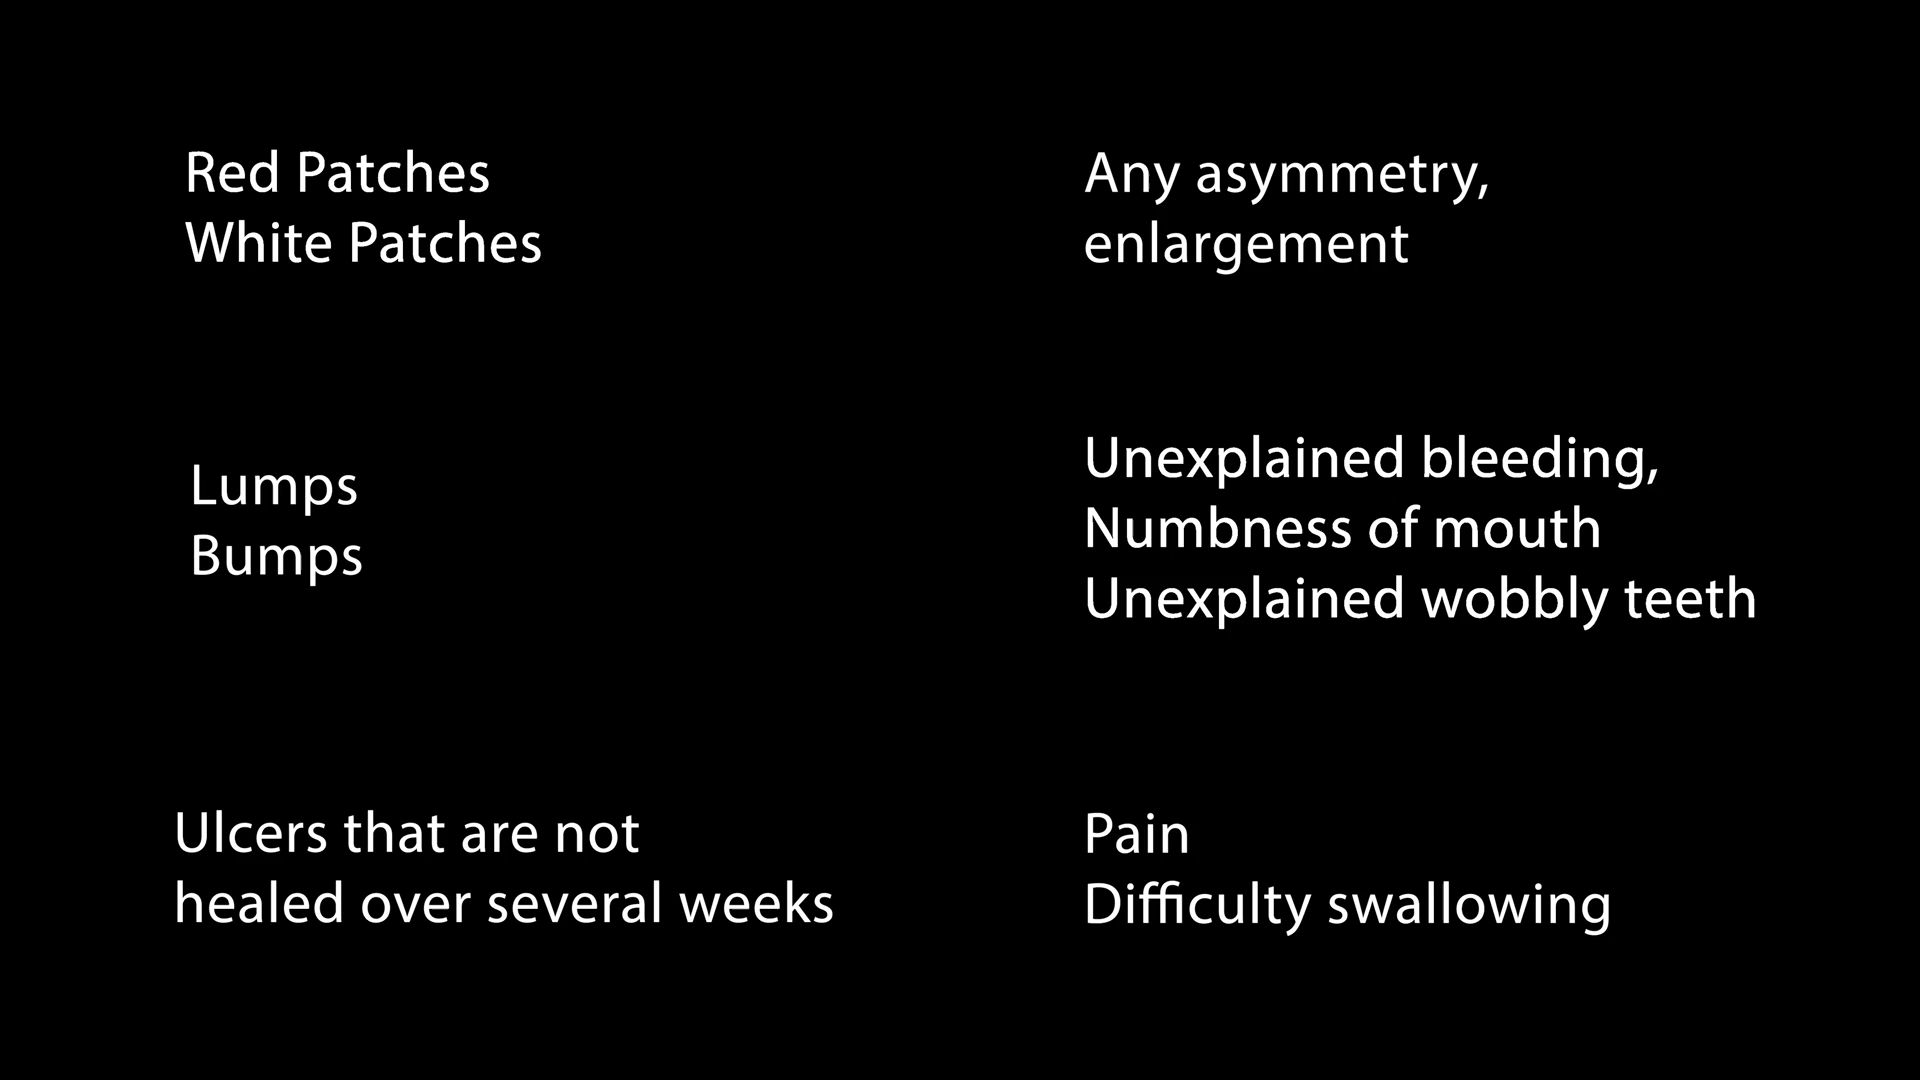 Red Patches
White Patches
Lumps
Bumps
Ulcers that are not
healed over several weeks
Any asymmetry,
enlargement
Unexplained bleeding,
Numbness of mouth
Unexplained wobbly teeth
Pain
Difficulty swallowing